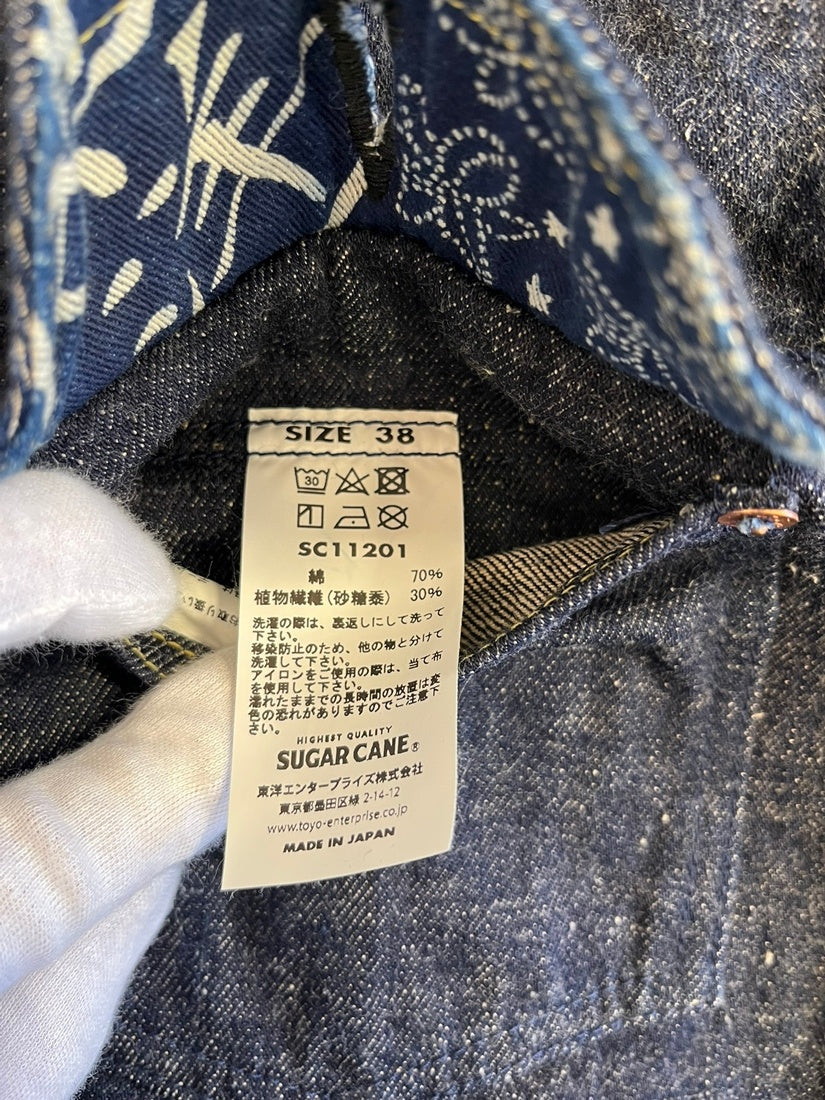 SIZE 38
30
SC11201
綿 70%
植物繊維(砂糖黍) 30%
洗濯の際は、裏返しにして洗って
下さい。
移染防止のため、他の物と分けて
洗濯して下さい。
アイロンをご使用の際は、当て布
を使用して下さい。
濡れたままでの長時間の放置は変
色の恐れがありますのでご注意下
さい。
HIGHEST QUALITY
SUGAR CANE®
東洋エンタープライズ株式会社
東京都墨田区緑 2-14-12
www.toyo-enterprise.co.jp
MADE IN JAPAN
お取り扱い